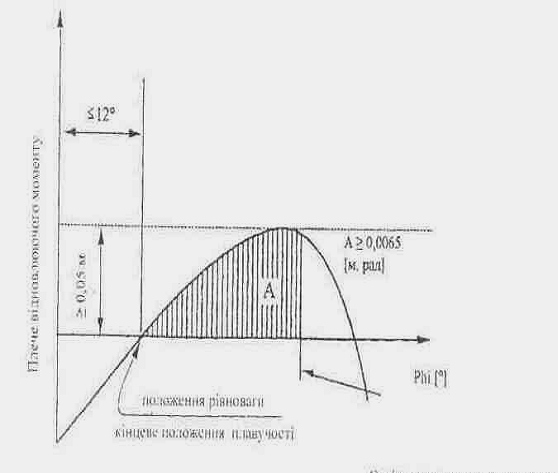 ≤12°
Плече відновлюючого моменту
≥ 0,05 м
A ≥ 0,0065
[м. рад]
A
Phi [°]
положення рівноваги
кінцеве положення плавучості